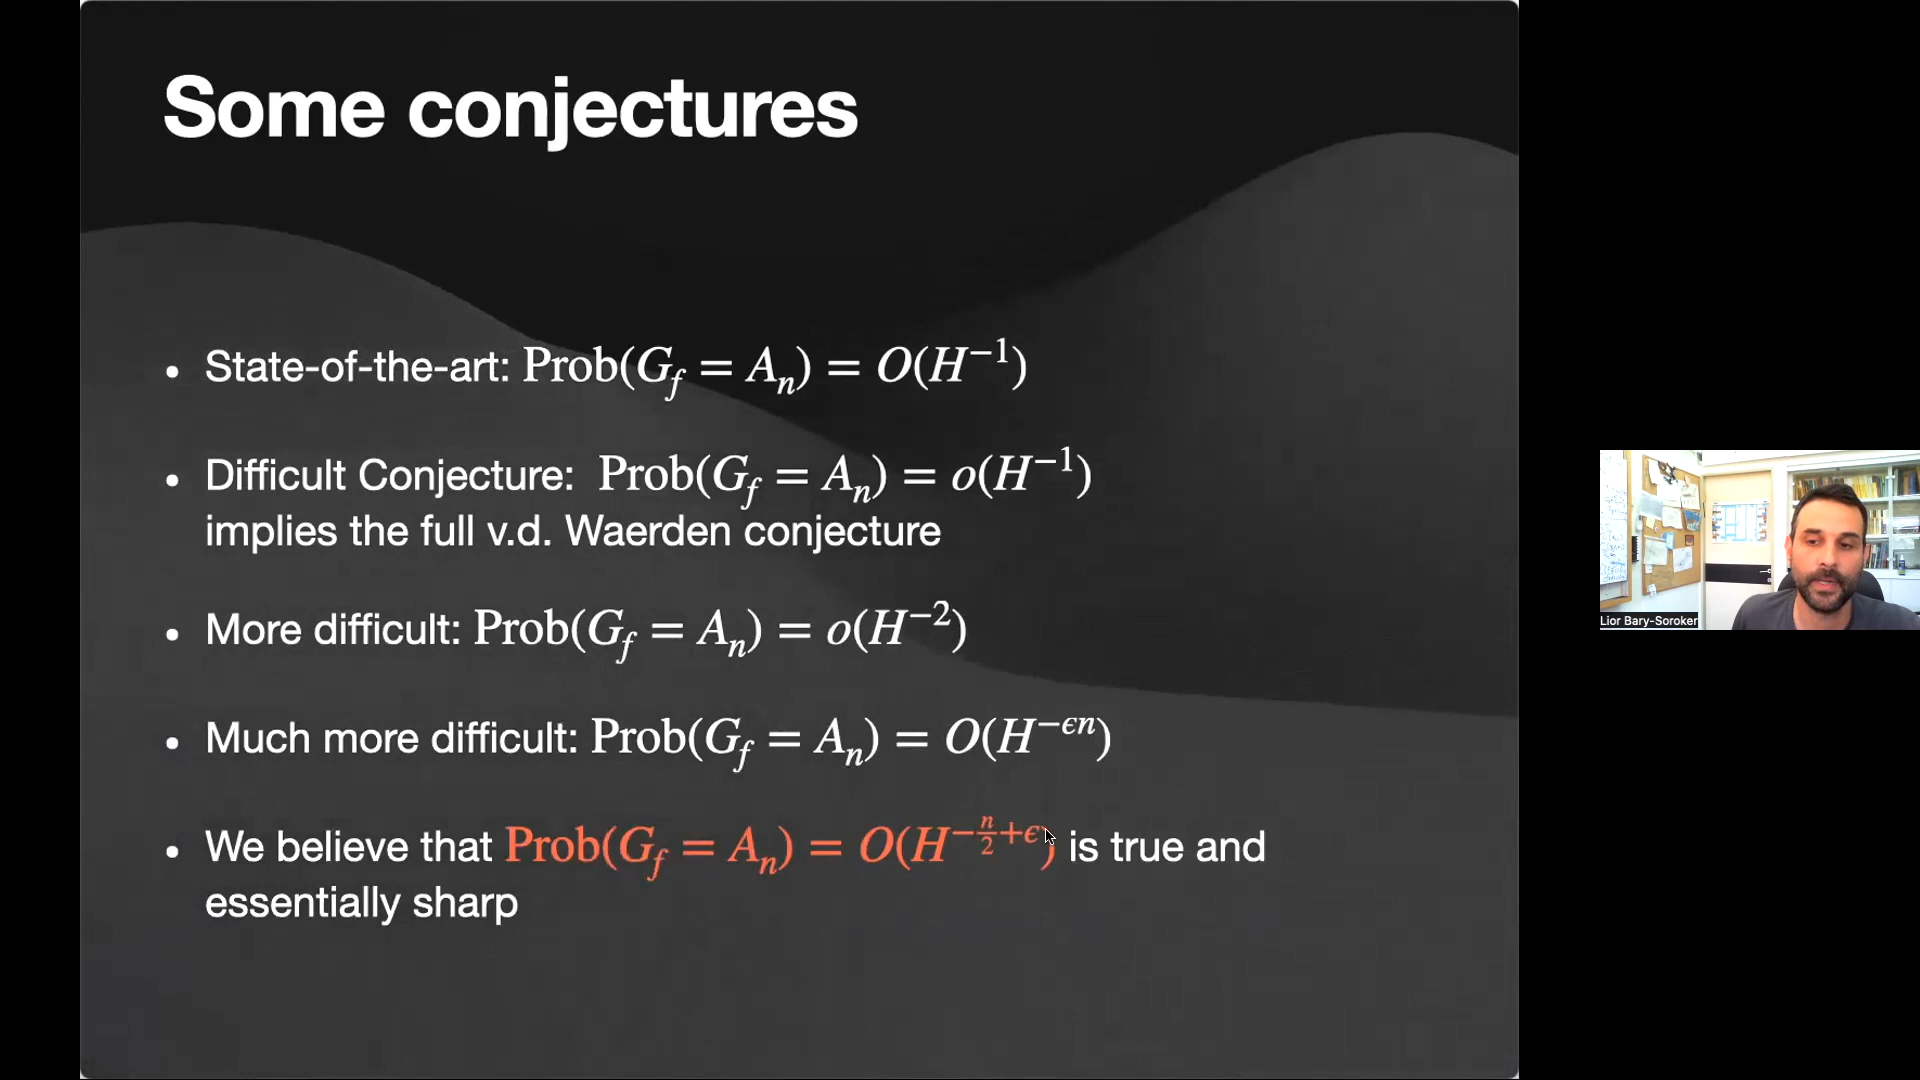 Some conjectures
• State-of-the-art: Prob(G_f = A_n) = O(H^{-1})
• Difficult Conjecture: Prob(G_f = A_n) = o(H^{-1})
implies the full v.d. Waerden conjecture
• More difficult: Prob(G_f = A_n) = o(H^{-2})
• Much more difficult: Prob(G_f = A_n) = O(H^{-ϵn})
• We believe that Prob(G_f = A_n) = O(H^{-\frac{n}{2}+ϵ}) is true and
essentially sharp
Lior Bary-Soroker